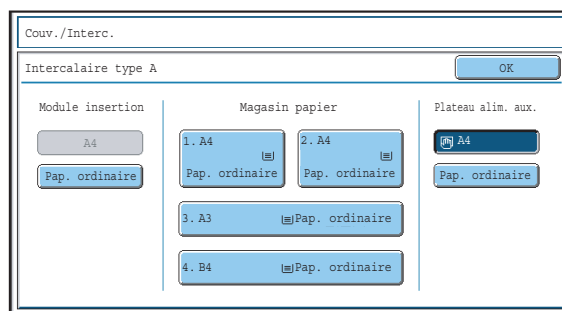 Couv./Interc.
Intercalaire type A
OK
Module insertion
A4
Pap. ordinaire
Magasin papier
1. A4
Pap. ordinaire
2. A4
Pap. ordinaire
3. A3 Pap. ordinaire
4. B4 Pap. ordinaire
Plateau alim. aux.
A4
Pap. ordinaire